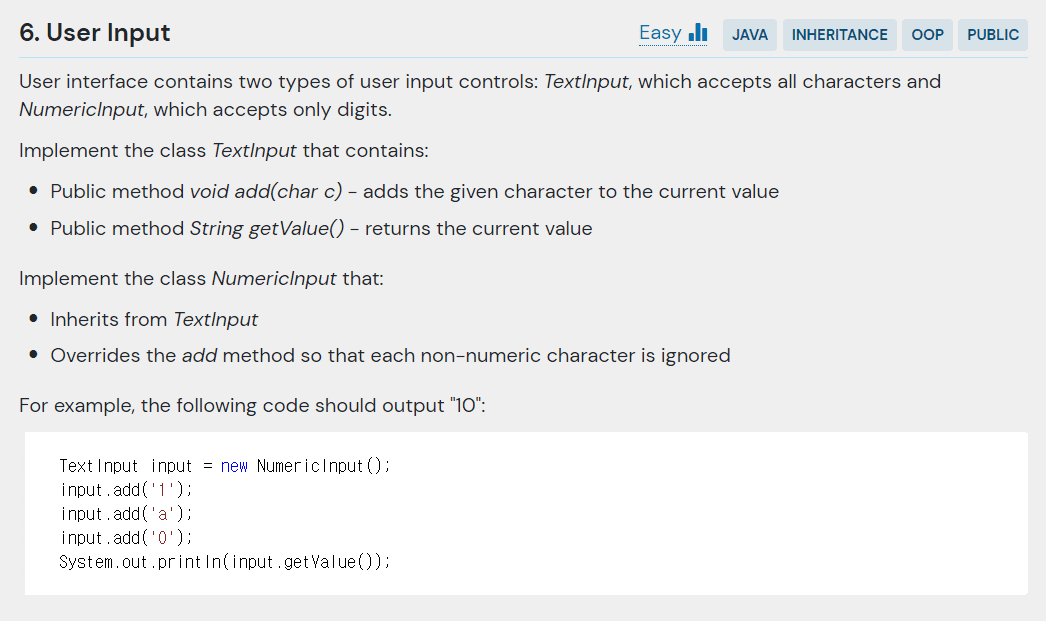 6. User Input
Easy JAVA INHERITANCE OOP PUBLIC
User interface contains two types of user input controls: TextInput, which accepts all characters and
NumericInput, which accepts only digits.
Implement the class TextInput that contains:
• Public method void add(char c) - adds the given character to the current value
• Public method String getValue() - returns the current value
Implement the class NumericInput that:
• Inherits from TextInput
• Overrides the add method so that each non-numeric character is ignored
For example, the following code should output "10":
TextInput input = new NumericInput();
input.add('1');
input.add('a');
input.add('0');
System.out.println(input.getValue());